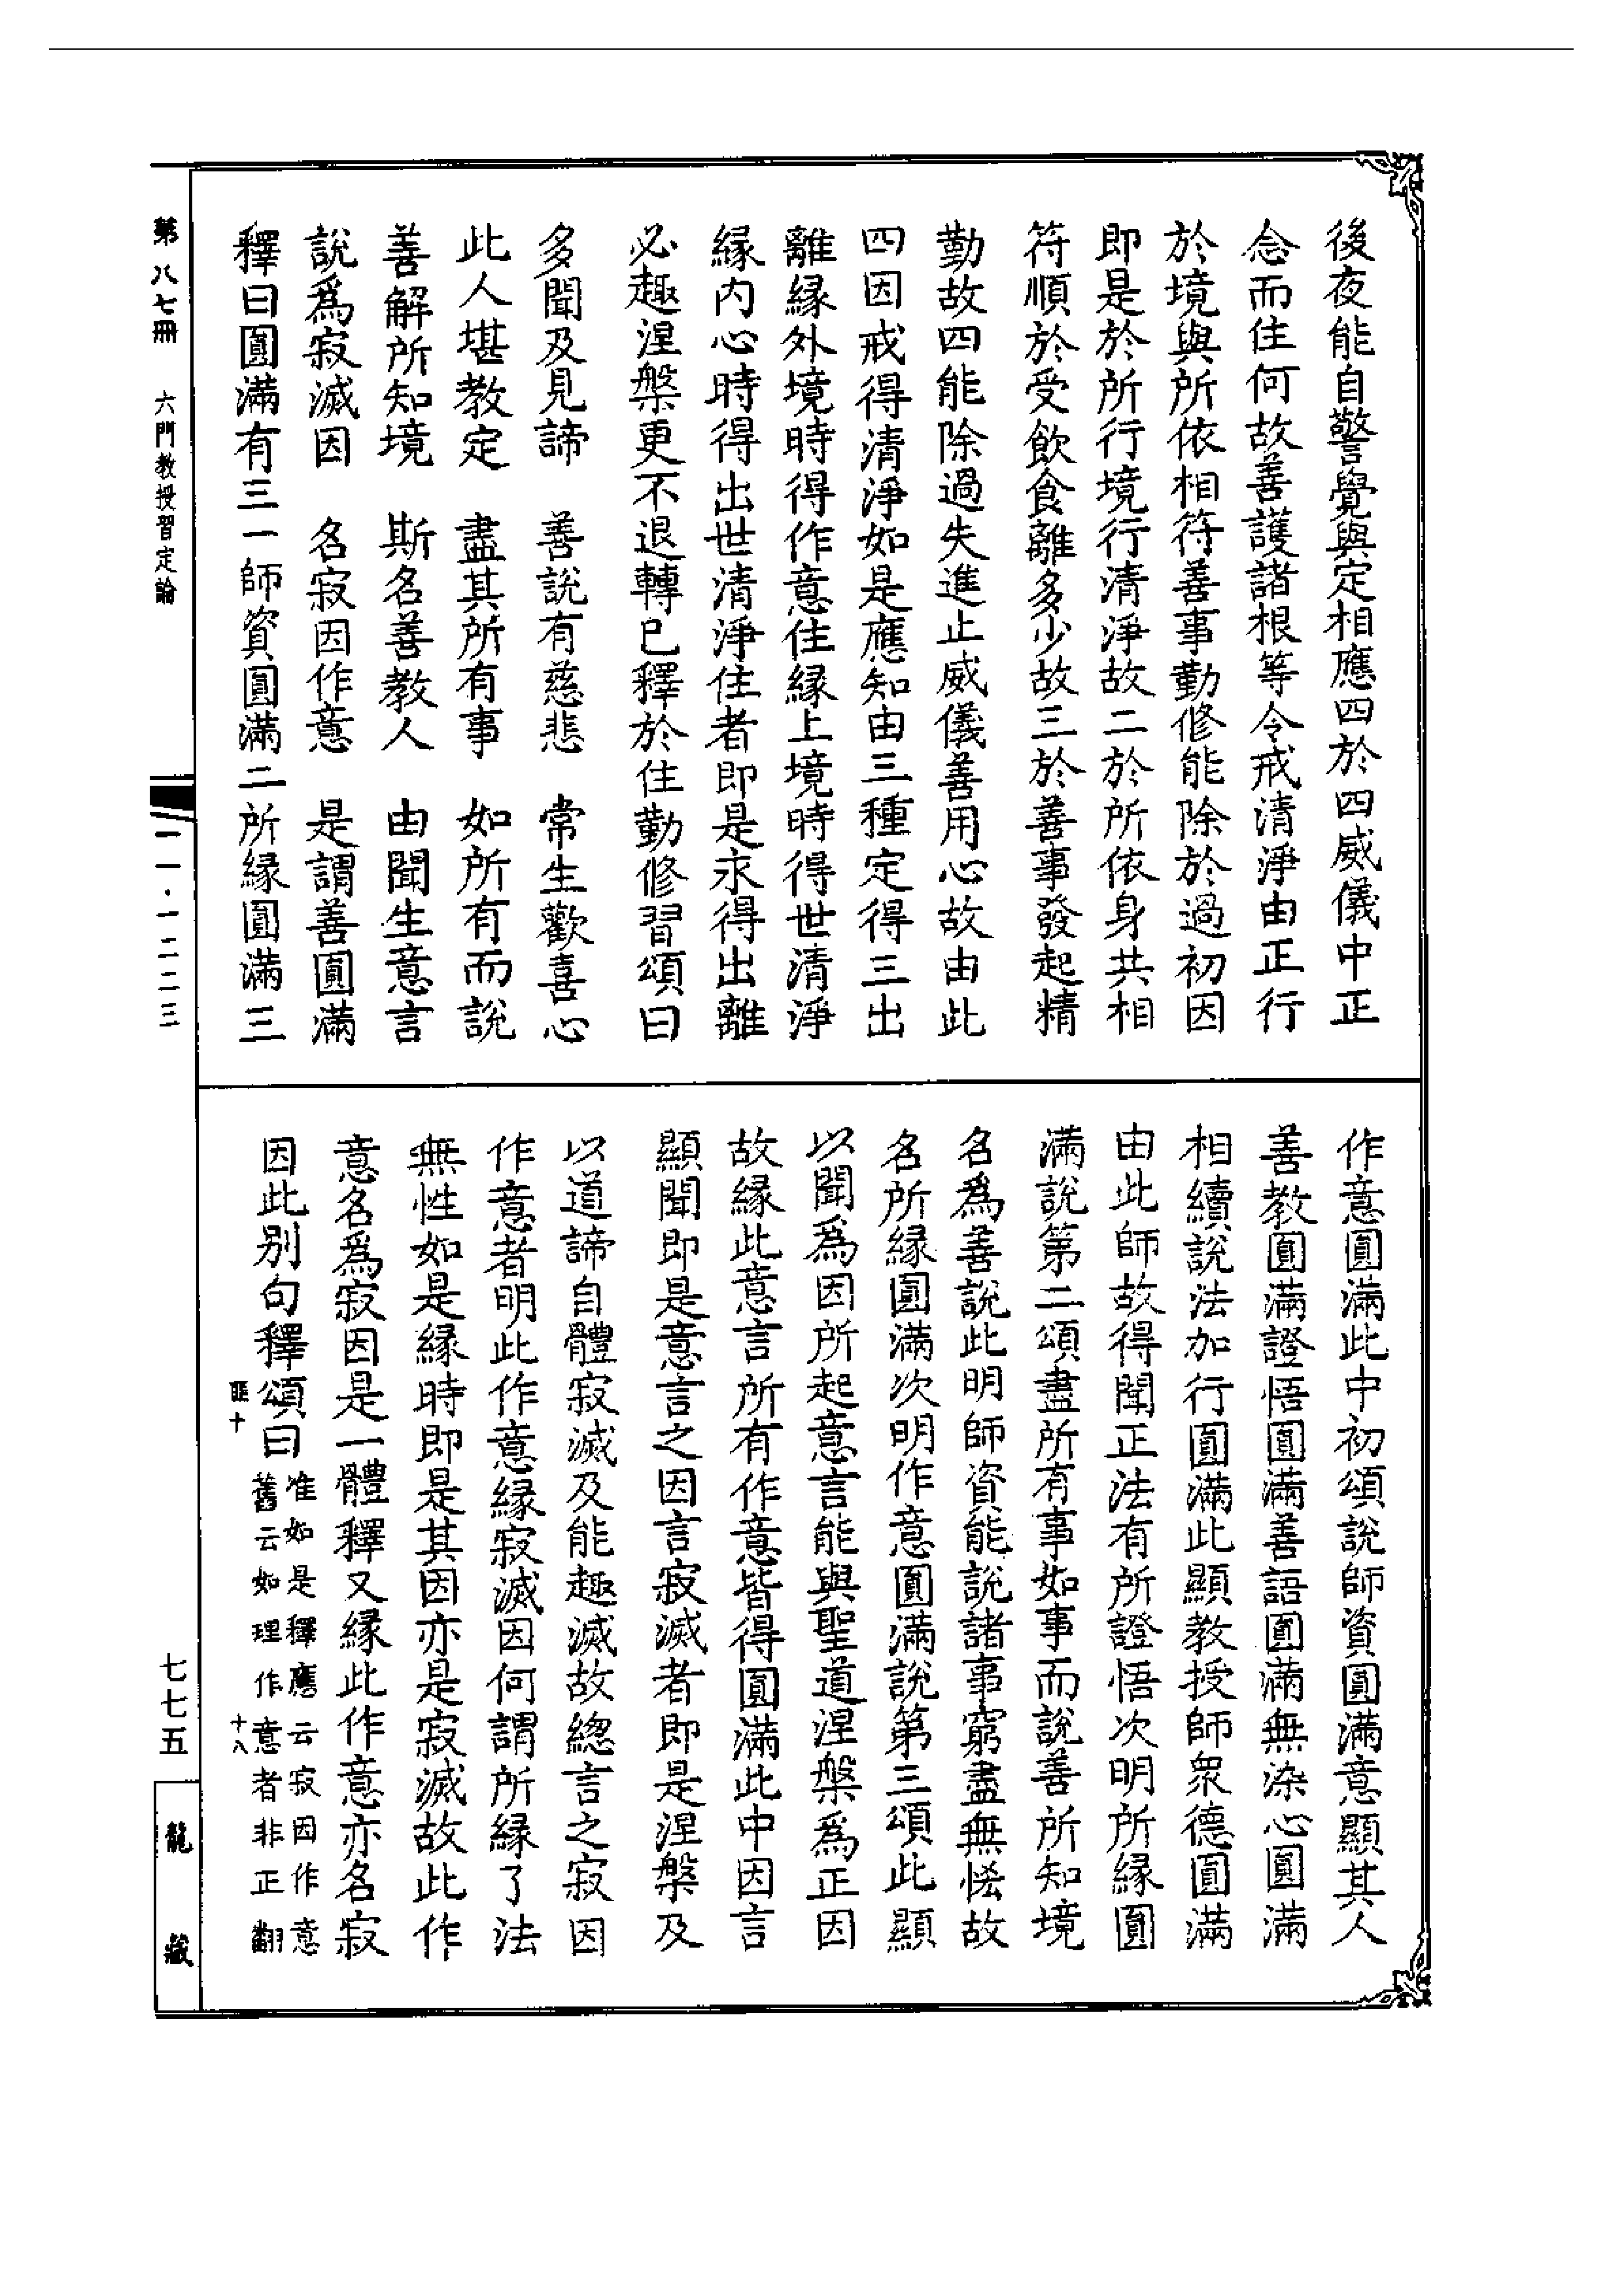 後夜能自警覺與定相應四於四威儀中正
念而住何故善護諸根等令戒清淨由正行
於境與所依相符善事勤修能除於過初因
即是於所行境行清淨故二於所依身共相
符順於受飲食離多少故三於善事發起精
勤故四能除過失進止威儀善用心故由此
四因戒得清淨如是應知由三種定得三出
離緣外境時得作意住緣上境時得世清淨
緣内心時得出世清淨住者即是永得出離
必趣涅槃更不退轉已釋於住勤修習頌曰
多聞及見諦　善說有慈悲　常生歡喜心
此人堪教定　盡其所有事　如所有而說
善解所知境　斯名善教人　由聞生意言
說爲寂滅因　名寂因作意　是謂善圓滿
釋曰圓滿有三一師資圓滿二所緣圓滿三
作意圓滿此中初頌說師資圓滿意顯其人
善教圓滿證悟圓滿善語圓滿無染心圓滿
相續說法加行圓滿此顯教授師衆德圓滿
由此師故得聞正法有所證悟次明所緣圓
滿說第二頌盡所有事如事而說善所知境
名爲善說此明師資能說諸事窮盡無悕故
名所緣圓滿次明作意圓滿說第三頌此顯
以聞爲因所起意言能與聖道涅槃爲正因
故緣此意言所有作意皆得圓滿此中因言
顯聞即是意言之因言寂滅者即是涅槃及
以道諦自體寂滅及能趣滅故總言之寂因
作意者明此作意緣寂滅因何謂所緣了法
無性如是緣時即是其因亦是寂滅故此作
意名爲寂因是一體釋又緣此作意亦名寂
因此别句釋頌曰
准如是釋應云寂因作意
舊云如理作意者非正翻
匪十
十八
第八七冊
六門教授習定論
一一·一二二三
七七五
龍藏